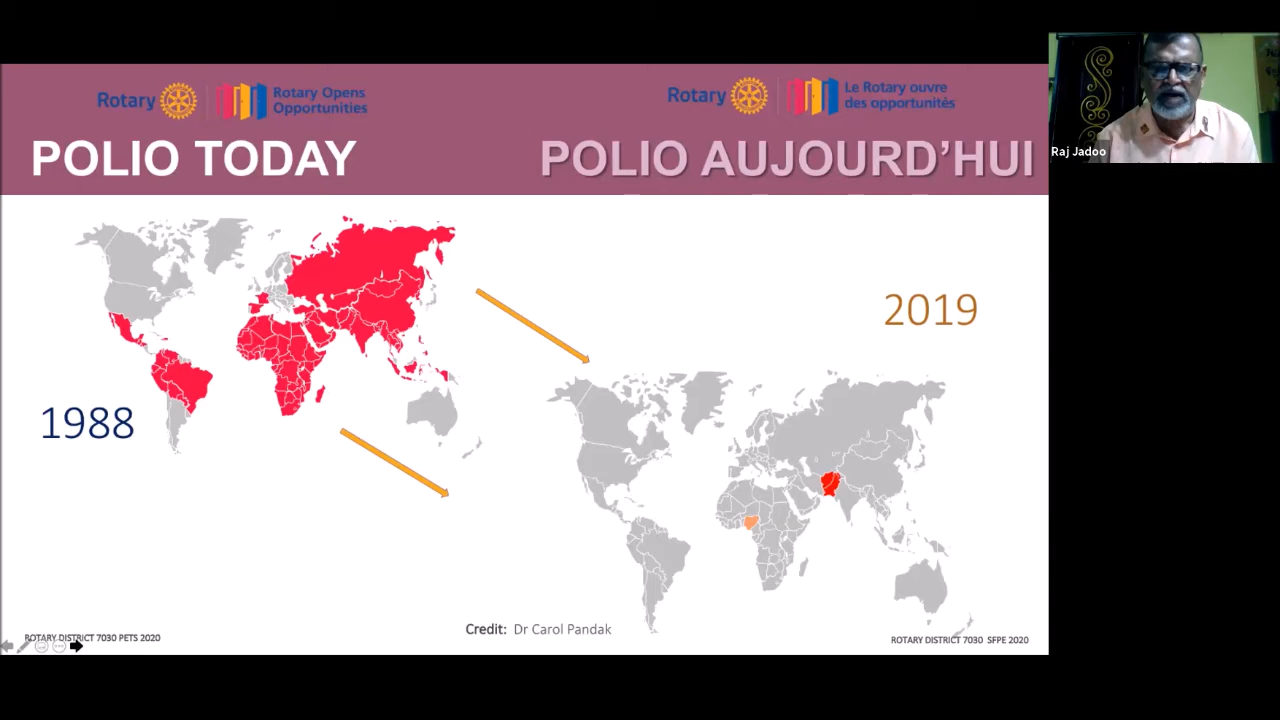 Rotary
Rotary Opens
Opportunities
Rotary
Le Rotary ouvre
des opportunités
POLIO TODAY
POLIO AUJOURD'HUI
Raj Jadoo
2019
1988
Credit: Dr Carol Pandak
ROTARY DISTRICT 7030 PETS 2020
ROTARY DISTRICT 7030 SFPE 2020